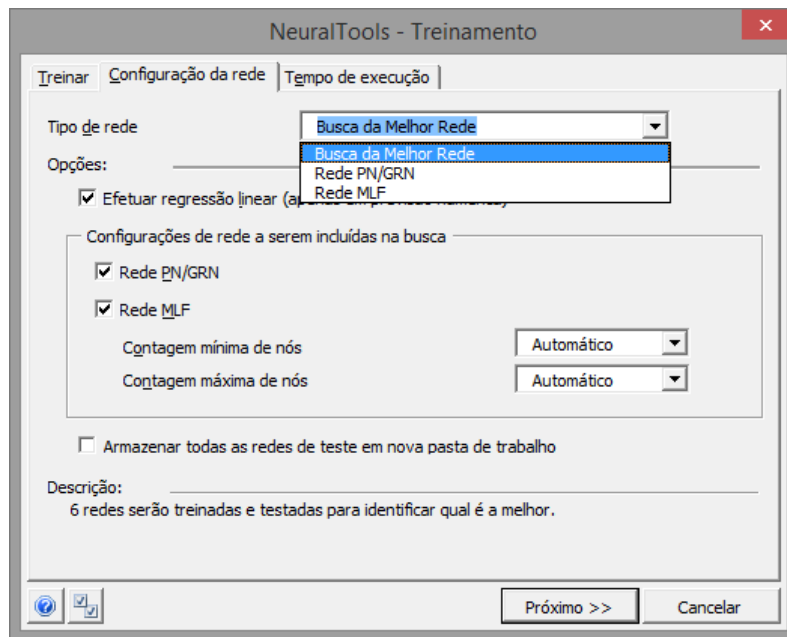 NeuralTools - Treinamento
Treinar Configuração da rede Tempo de execução
Tipo de rede Busca da Melhor Rede
Busca da Melhor Rede
Opções:
Rede PN/GRN
Rede MLF
Efetuar regressão linear
Configurações de rede a serem incluídas na busca
Rede PN/GRN
Rede MLF
Contagem mínima de nós Automático
Contagem máxima de nós Automático
Armazenar todas as redes de teste em nova pasta de trabalho
Descrição:
6 redes serão treinadas e testadas para identificar qual é a melhor.
Próximo >> Cancelar